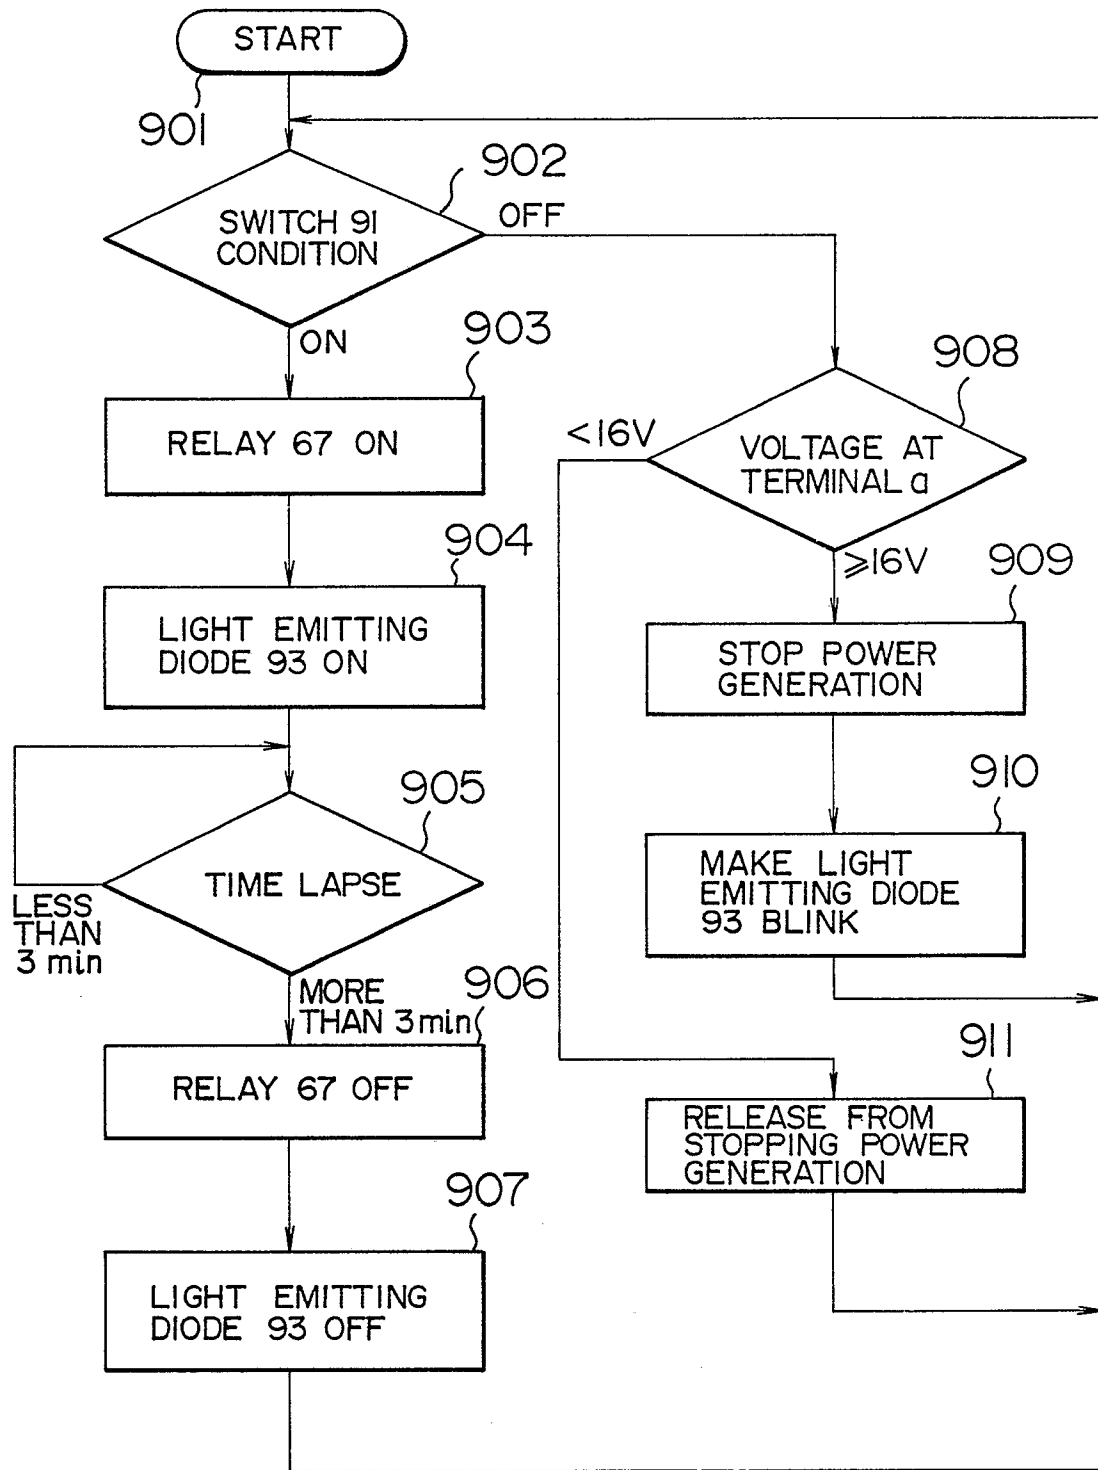 START
901
902
SWITCH 91
CONDITION
OFF
ON
903
RELAY 67 ON
904
LIGHT EMITTING
DIODE 93 ON
905
TIME LAPSE
LESS
THAN
3 min
MORE
THAN 3 min
906
RELAY 67 OFF
907
LIGHT EMITTING
DIODE 93 OFF
908
VOLTAGE AT
TERMINAL a
<16V
≧16V
909
STOP POWER
GENERATION
910
MAKE LIGHT
EMITTING DIODE
93 BLINK
911
RELEASE FROM
STOPPING POWER
GENERATION